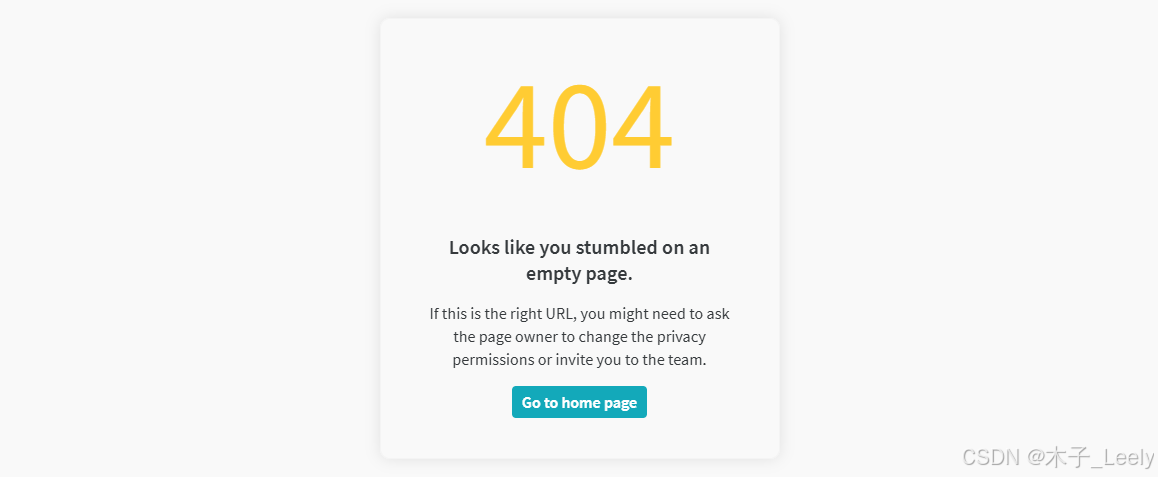 404
Looks like you stumbled on an
empty page.
If this is the right URL, you might need to ask
the page owner to change the privacy
permissions or invite you to the team.
Go to home page
CSDN @木子_Leely